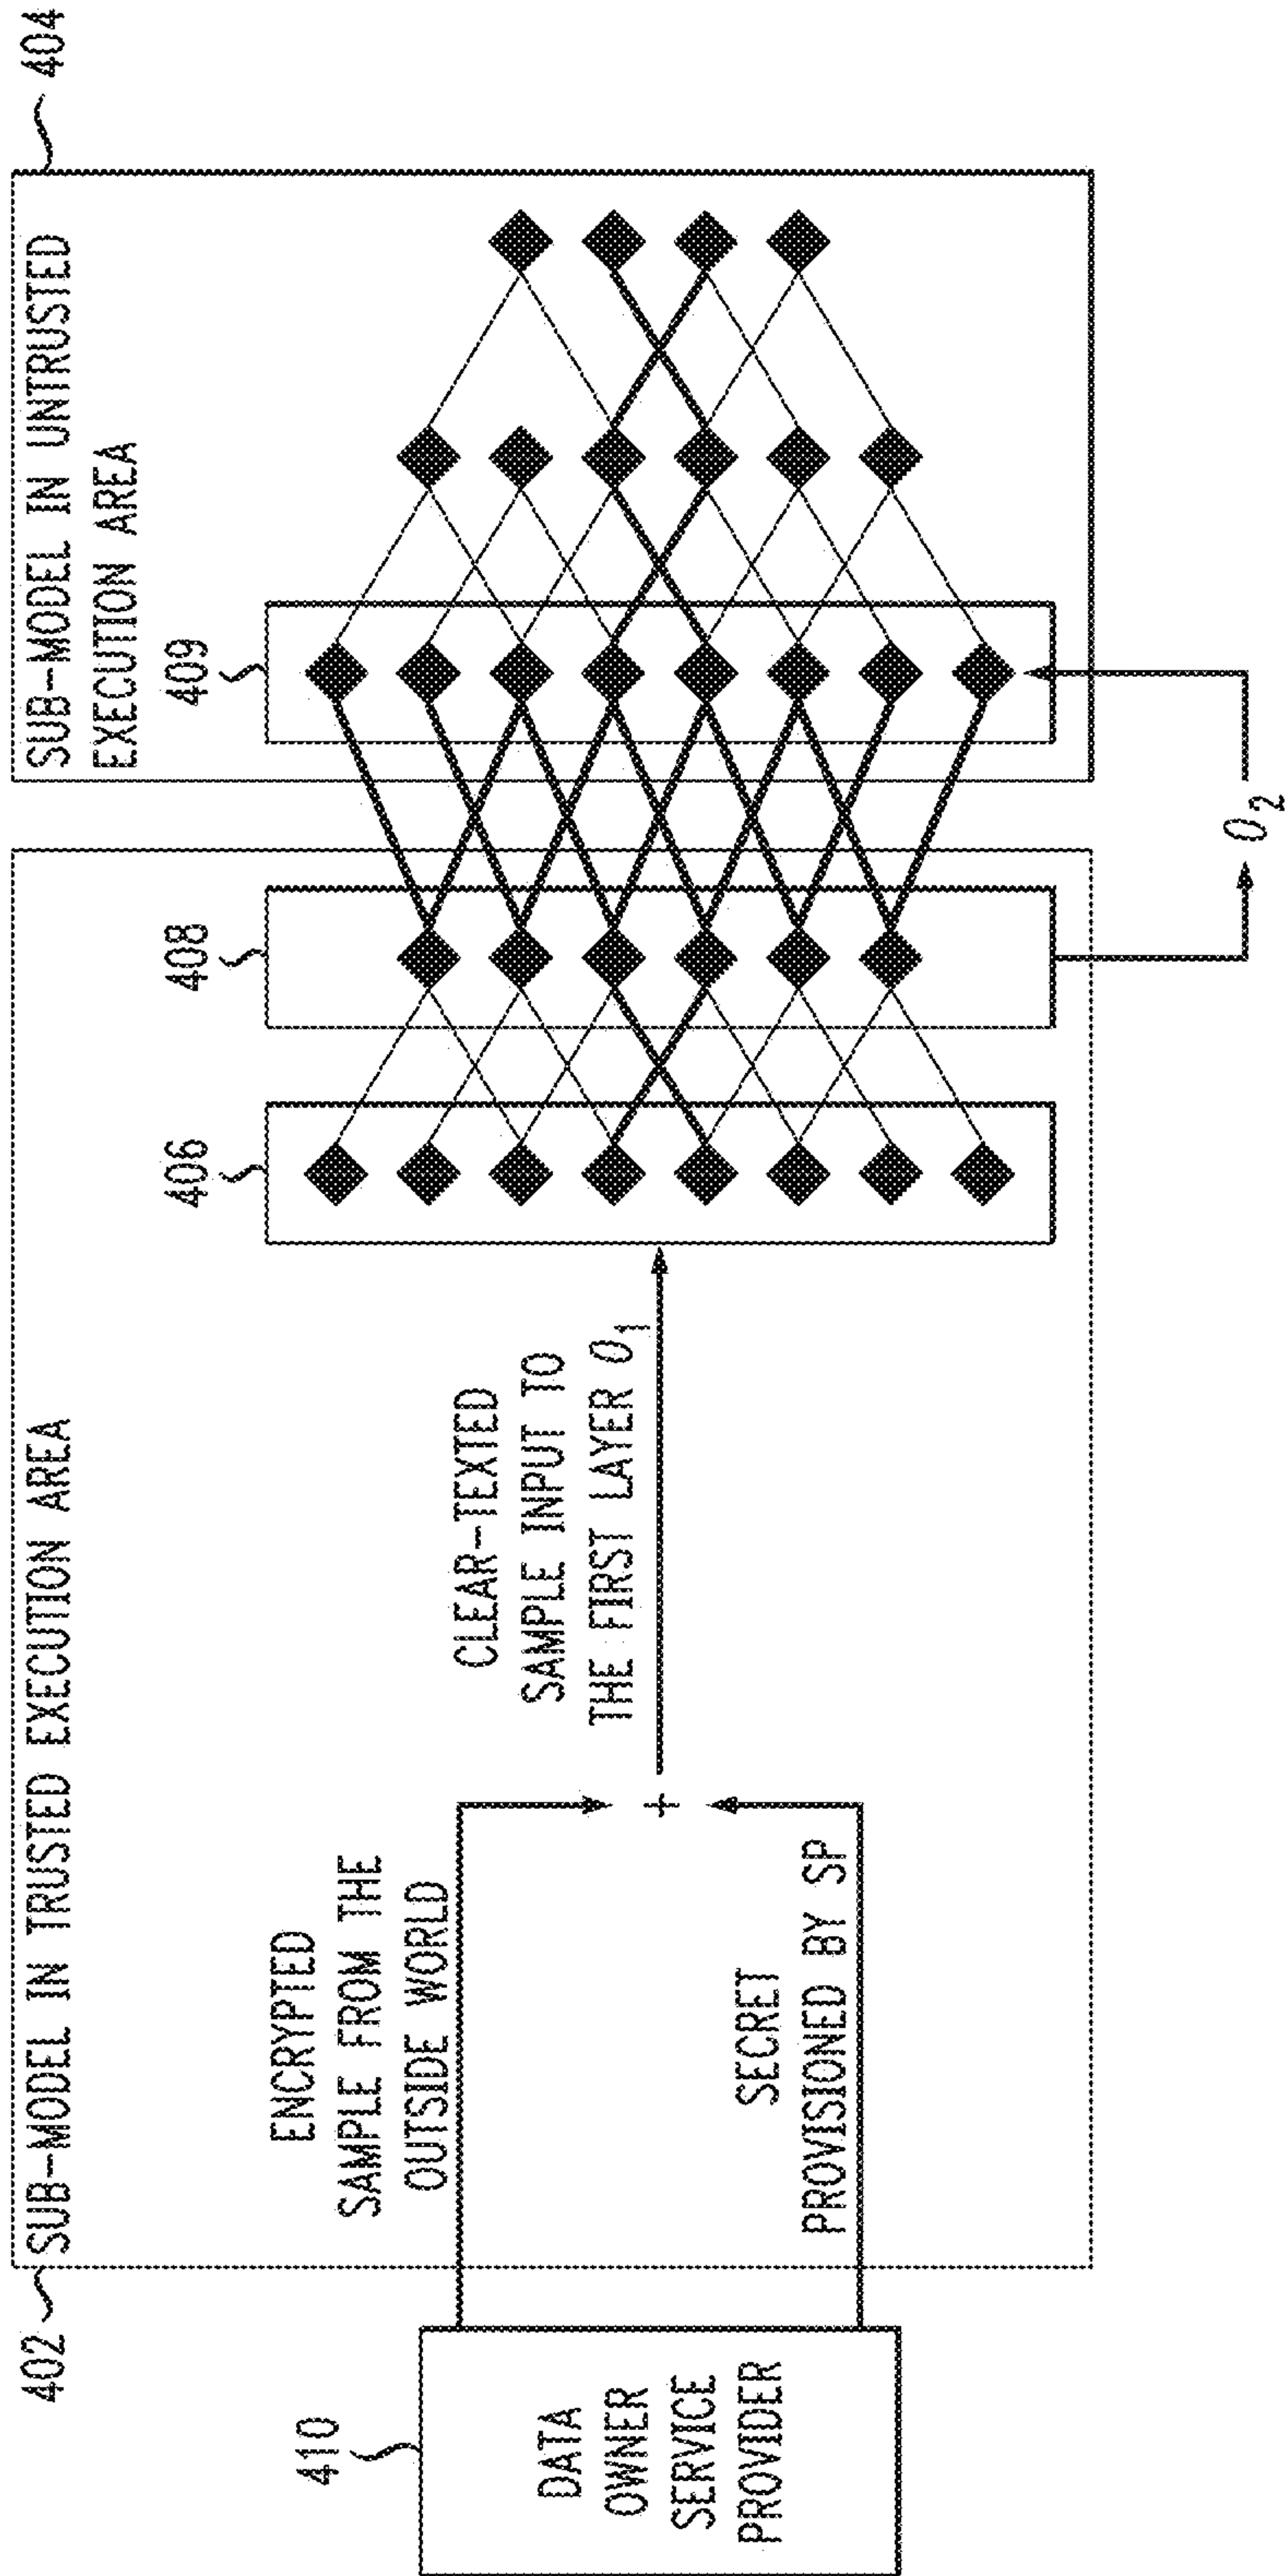 402
SUB-MODEL IN TRUSTED EXECUTION AREA
SUB-MODEL IN UNTRUSTED
EXECUTION AREA
404
410
DATA
OWNER
SERVICE
PROVIDER
ENCRYPTED
SAMPLE FROM THE
OUTSIDE WORLD
+
SECRET
PROVISIONED BY SP
CLEAR-TEXTED
SAMPLE INPUT TO
THE FIRST LAYER O₁
406
408
409
O₂